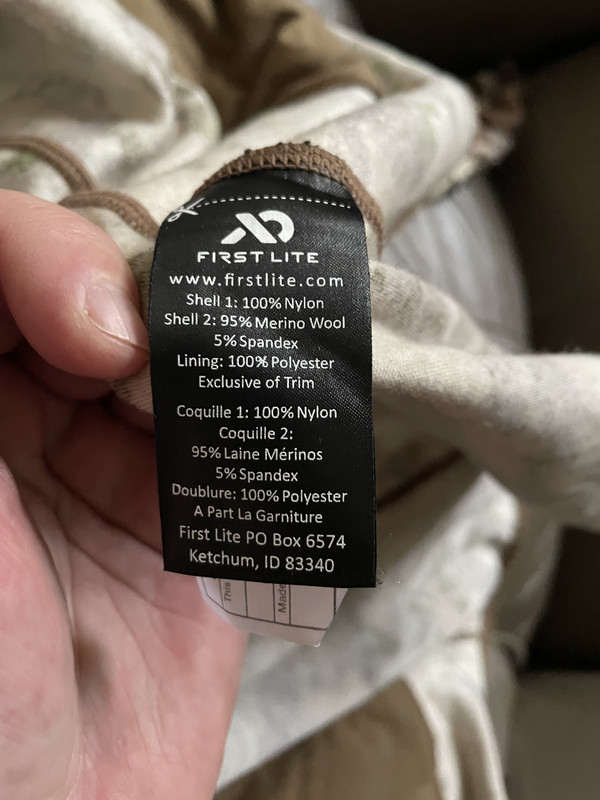 FIRST LITE
www.firstlite.com
Shell 1: 100% Nylon
Shell 2: 95% Merino Wool
5% Spandex
Lining: 100% Polyester
Exclusive of Trim
Coquille 1: 100% Nylon
Coquille 2:
95% Laine Mérinos
5% Spandex
Doublure: 100% Polyester
A Part La Garniture
First Lite PO Box 6574
Ketchum, ID 83340
This
Made